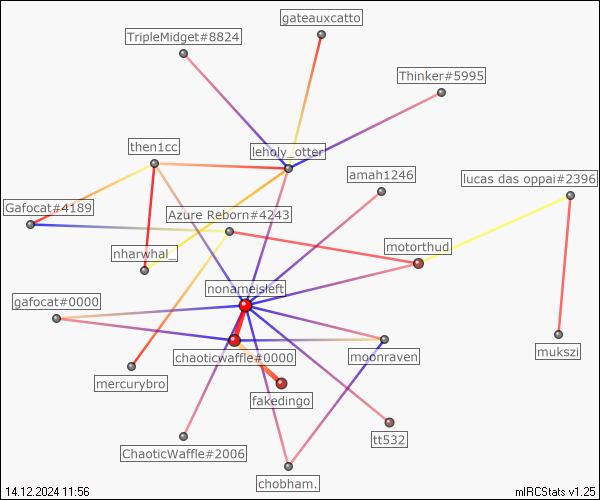 gateauxcatto
TripleMidget#8824
Thinker#5995
then1cc
leholy_otter
amah1246
lucas das oppai#2396
Gafocat#4189
Azure Reborn#4243
motorthud
nharwhal_
nonameisleft
gafocat#0000
chaoticwaffle#0000
moonraven
mukszi
mercurybro
fakedingo
tt532
ChaoticWaffle#2006
chobham.
14.12.2024 11:56
mIRCStats v1.25